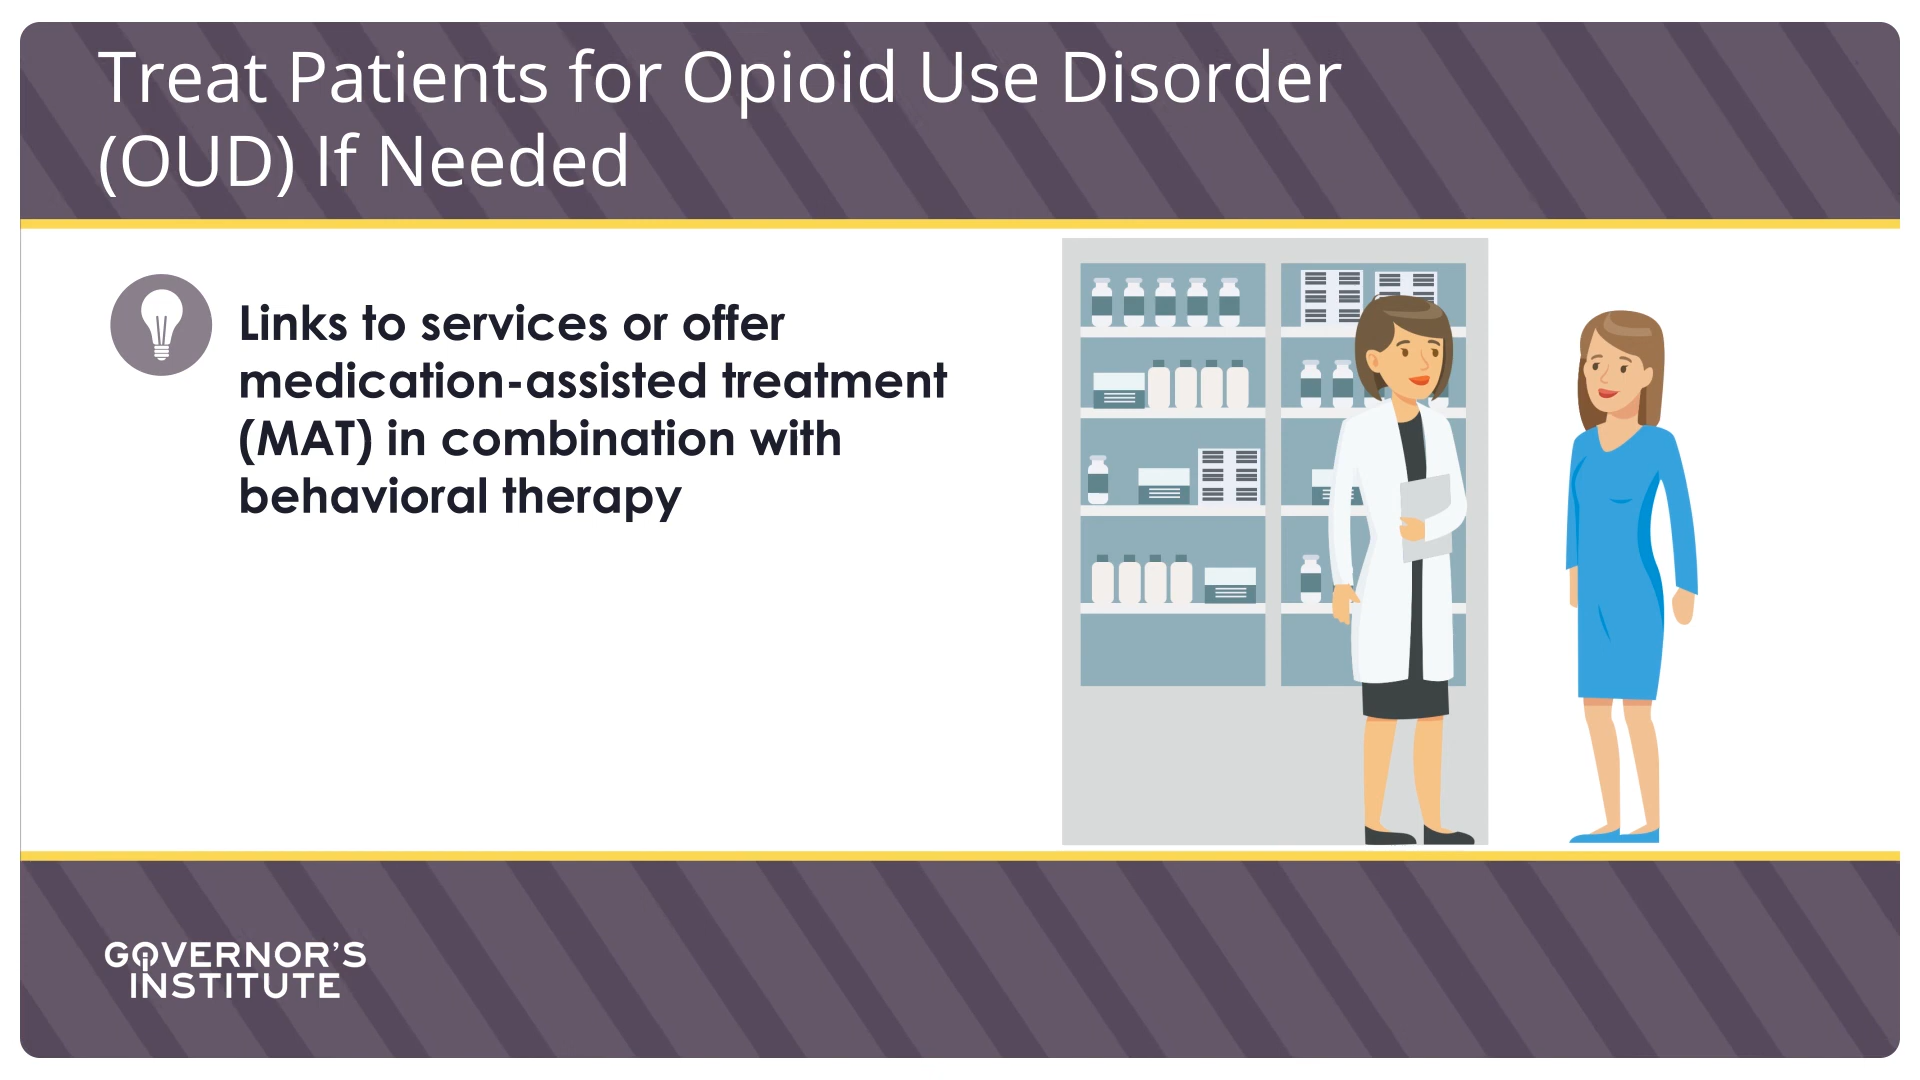 Treat Patients for Opioid Use Disorder
(OUD) If Needed
Links to services or offer
medication-assisted treatment
(MAT) in combination with
behavioral therapy
GOVERNOR'S
INSTITUTE